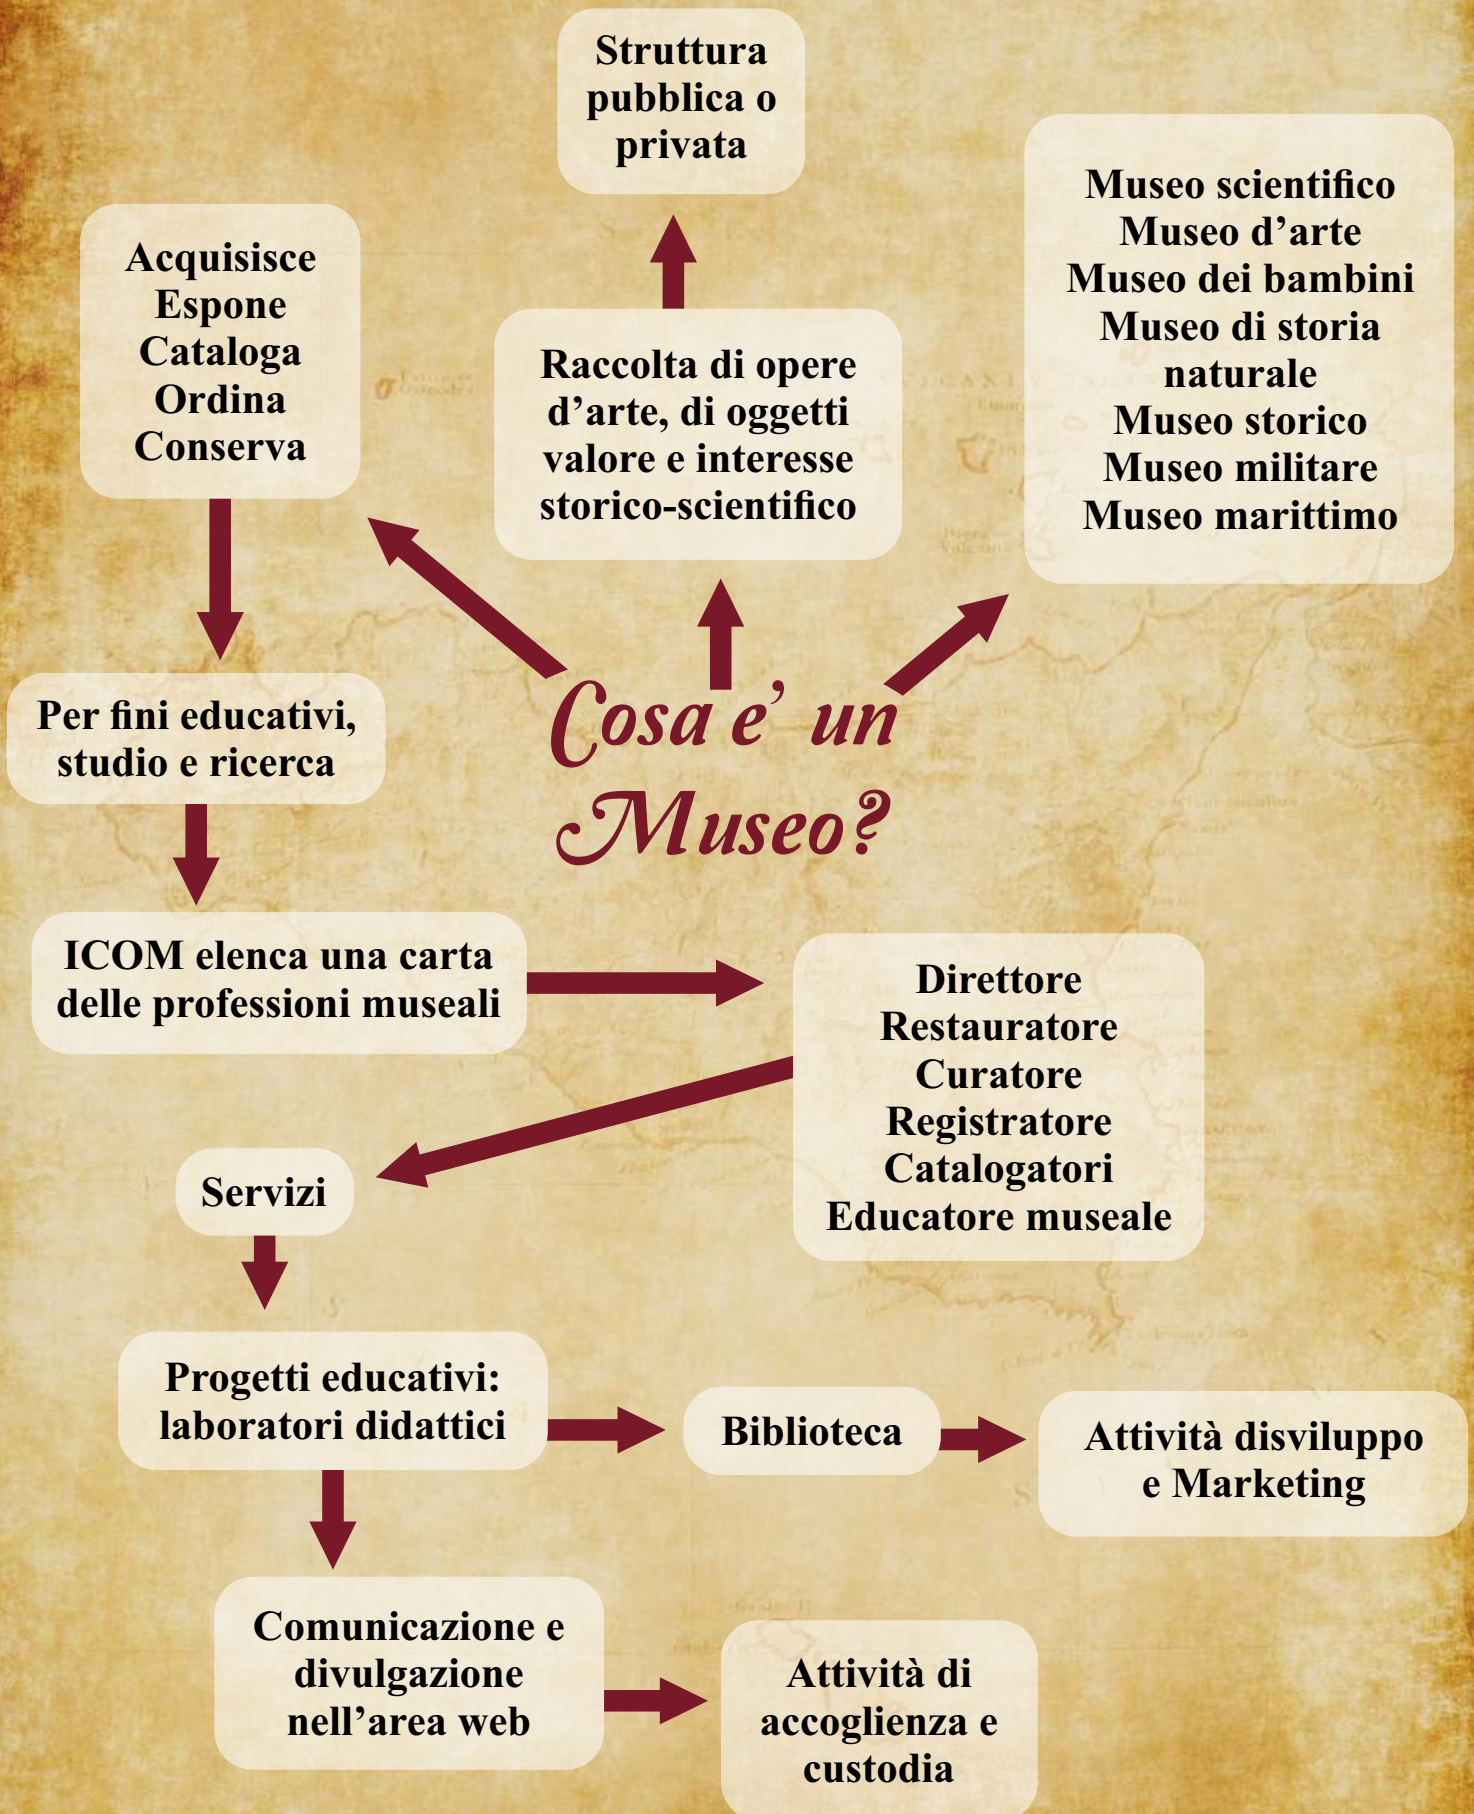 Struttura
pubblica o
privata
Acquisisce
Espone
Cataloga
Ordina
Conserva
Raccolta di opere
d’arte, di oggetti
valore e interesse
storico-scientifico
Museo scientifico
Museo d’arte
Museo dei bambini
Museo di storia
naturale
Museo storico
Museo militare
Museo marittimo
Per fini educativi,
studio e ricerca
Cosa e’ un
Museo?
ICOM elenca una carta
delle professioni museali
Direttore
Restauratore
Curatore
Registratore
Catalogatori
Educatore museale
Servizi
Progetti educativi:
laboratori didattici
Biblioteca
Attività disviluppo
e Marketing
Comunicazione e
divulgazione
nell’area web
Attività di
accoglienza e
custodia